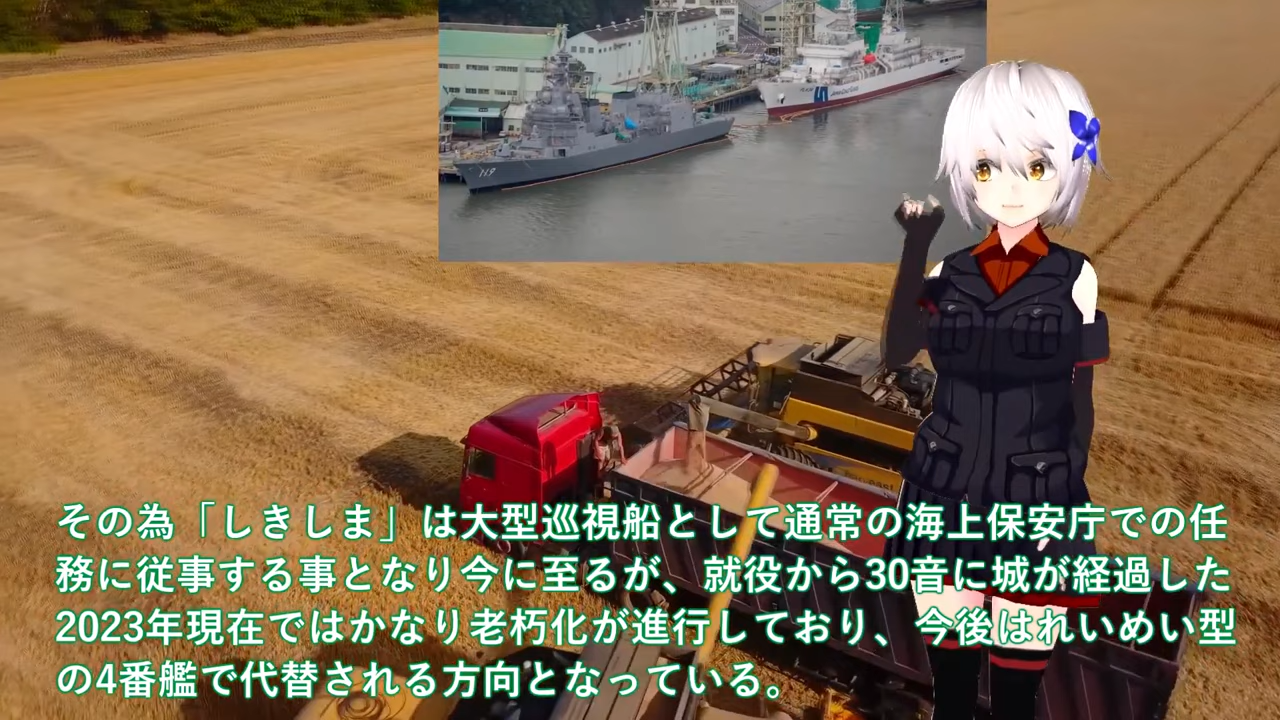 119
その為「しきしま」は大型巡視船として通常の海上保安庁での任
務に従事する事となり今に至るが、就役から30音に城が経過した
2023年現在ではかなり老朽化が進行しており、今後はれいめい型
の4番艦で代替される方向となっている。